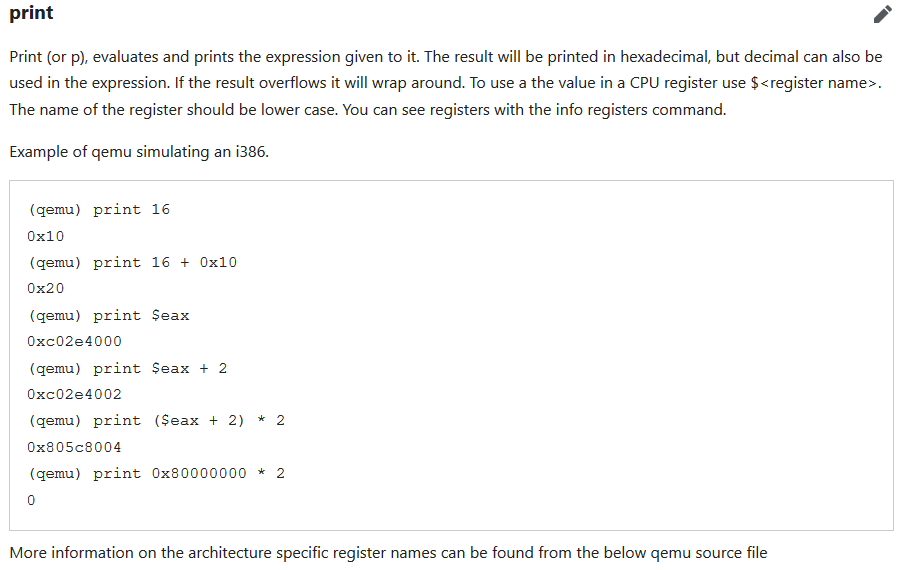 print
Print (or p), evaluates and prints the expression given to it. The result will be printed in hexadecimal, but decimal can also be
used in the expression. If the result overflows it will wrap around. To use a the value in a CPU register use $<register name>.
The name of the register should be lower case. You can see registers with the info registers command.
Example of qemu simulating an i386.
(qemu) print 16
0x10
(qemu) print 16 + 0x10
0x20
(qemu) print $eax
0xc02e4000
(qemu) print $eax + 2
0xc02e4002
(qemu) print ($eax + 2) * 2
0x805c8004
(qemu) print 0x80000000 * 2
0
More information on the architecture specific register names can be found from the below qemu source file